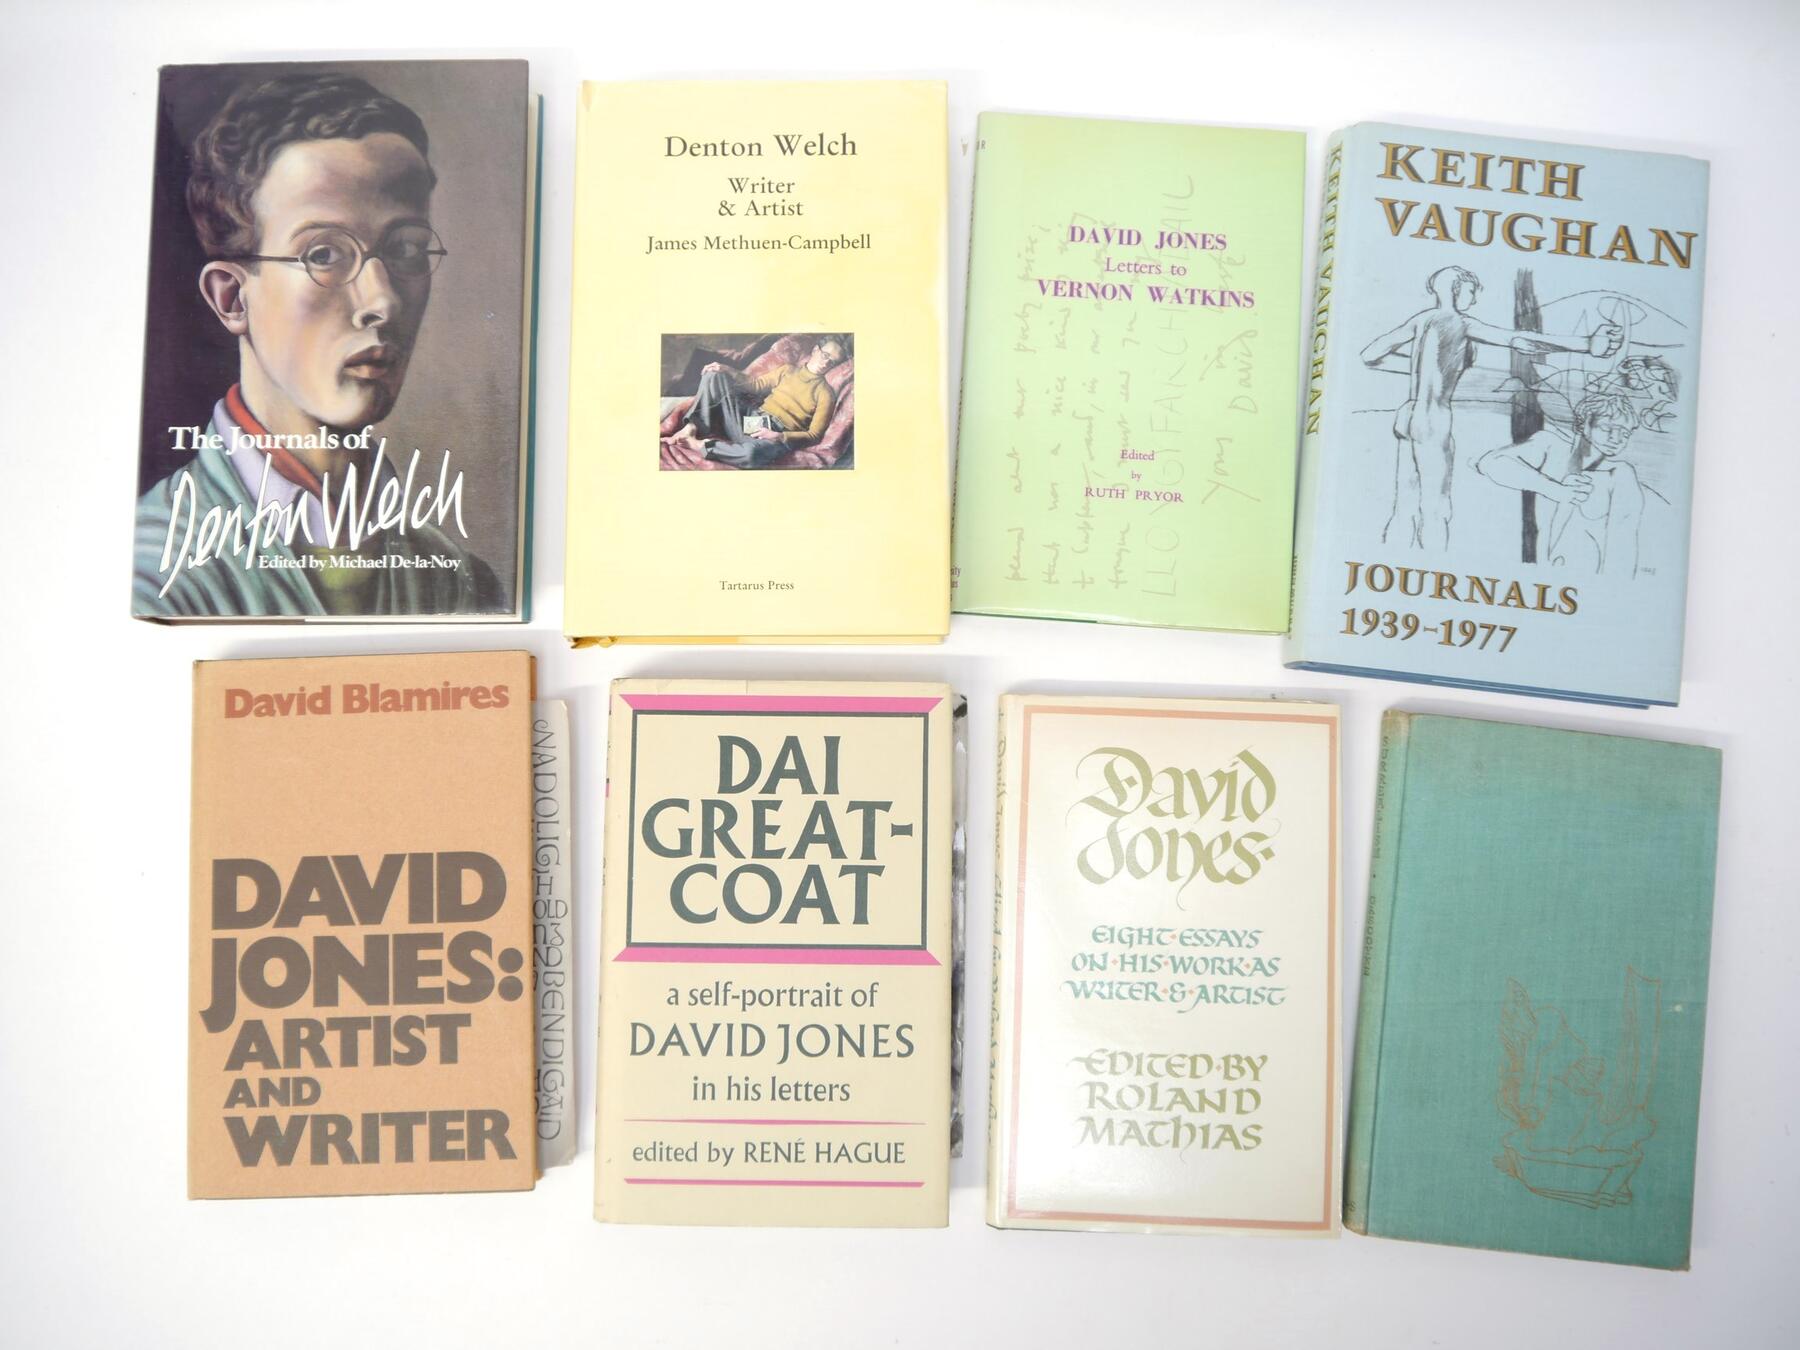 The Journals of
Denton Welch
Edited by Michael De-la-Noy
Denton Welch
Writer
& Artist
James Methuen-Campbell
Tartarus Press
DAVID JONES
Letters to
VERNON WATKINS
Edited
by
RUTH PRYOR
KEITH VAUGHAN
KEITH
VAUGHAN
JOURNALS
1939-1977
David Blamires
DAVID
JONES:
ARTIST
AND
WRITER
DAI
GREAT-
COAT
a self-portrait of
DAVID JONES
in his letters
edited by RENÉ HAGUE
David
Jones
EIGHT·ESSAYS
ON·HIS·WORK·AS
WRITER·&·ARTIST
EDITED·BY
ROLAND
MATHIAS